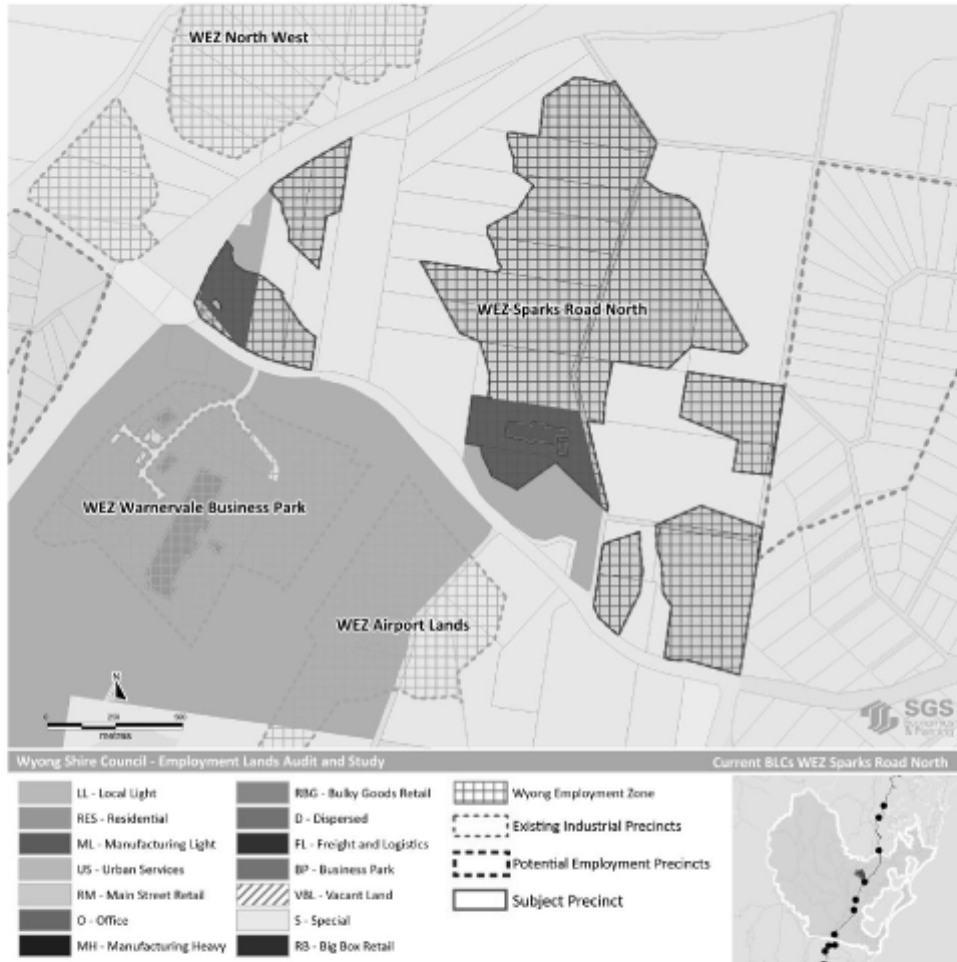 WEZ North West
WEZ Sparks Road North
WEZ Warnervale Business Park
WEZ Airport Lands
N
0 250 500
metres
SGS
Economics
& Planning
Wyong Shire Council - Employment Lands Audit and Study
Current BLCs WEZ Sparks Road North
LL - Local Light
RES - Residential
ML - Manufacturing Light
US - Urban Services
RM - Main Street Retail
O - Office
MH - Manufacturing Heavy
RBG - Bulky Goods Retail
D - Dispersed
FL - Freight and Logistics
BP - Business Park
VBL - Vacant Land
S - Special
RB - Big Box Retail
Wyong Employment Zone
Existing Industrial Precincts
Potential Employment Precincts
Subject Precinct